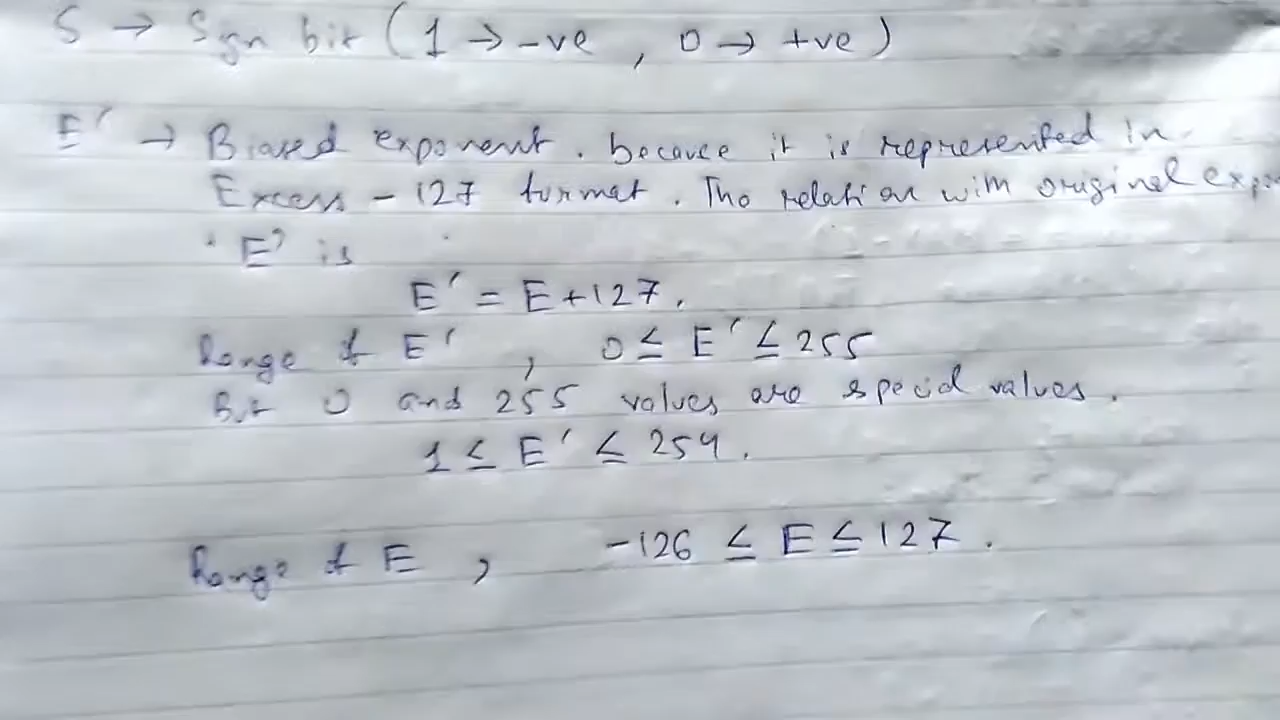 S → Sgn bit (1 → -ve , 0 → +ve)
E' → Biased exponent. because it is represented in
Excess - 127 format. The relation with original expo
'E' is
E' = E + 127.
Range of E' , 0 ≤ E' ≤ 255
But 0 and 255 values are special values.
1 ≤ E' ≤ 254.
Range of E , -126 ≤ E ≤ 127.